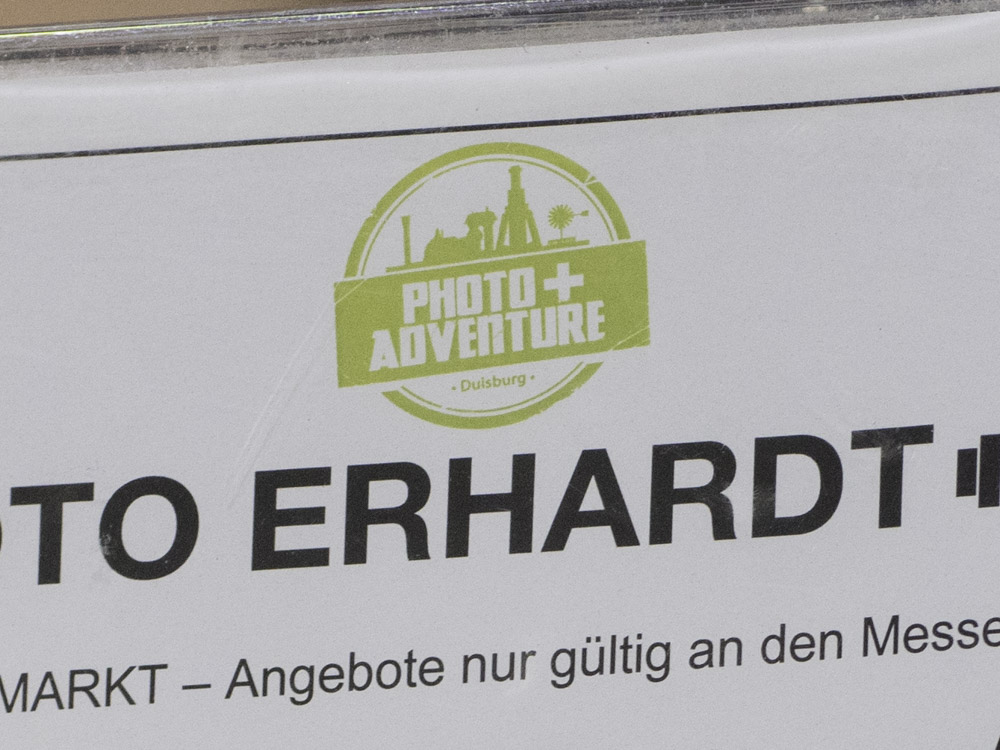 PHOTO +
ADVENTURE
· Duisburg ·
OTO ERHARDT
MARKT – Angebote nur gültig an den Messe